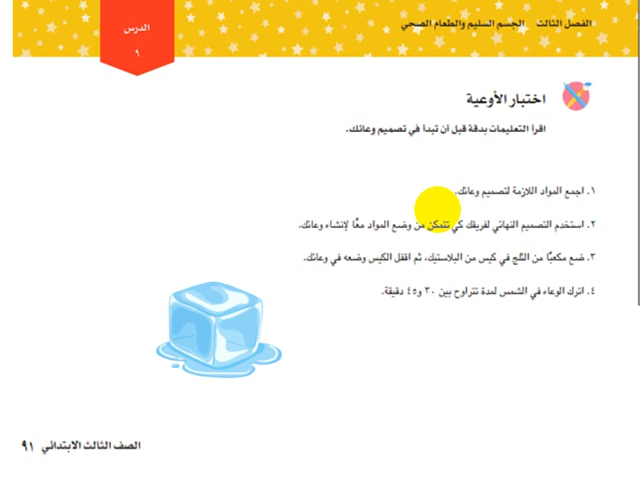 الفصل الثالث الجسم السليم والطعام الصحي
الدرس
٩
اختبار الأوعية
اقرأ التعليمات بدقة قبل أن تبدأ في تصميم وعائك.
١. اجمع المواد اللازمة لتصميم وعائك.
٢. استخدم التصميم النهائي لفريقك كي تتمكن من وضع المواد معًا لإنشاء وعائك.
٣. ضع مكعبًا من الثلج في كيس من البلاستيك، ثم اقفل الكيس وضعه في وعائك.
٤. اترك الوعاء في الشمس لمدة تتراوح بين ٣٠ و٤٥ دقيقة.
الصف الثالث الابتدائي ٩١